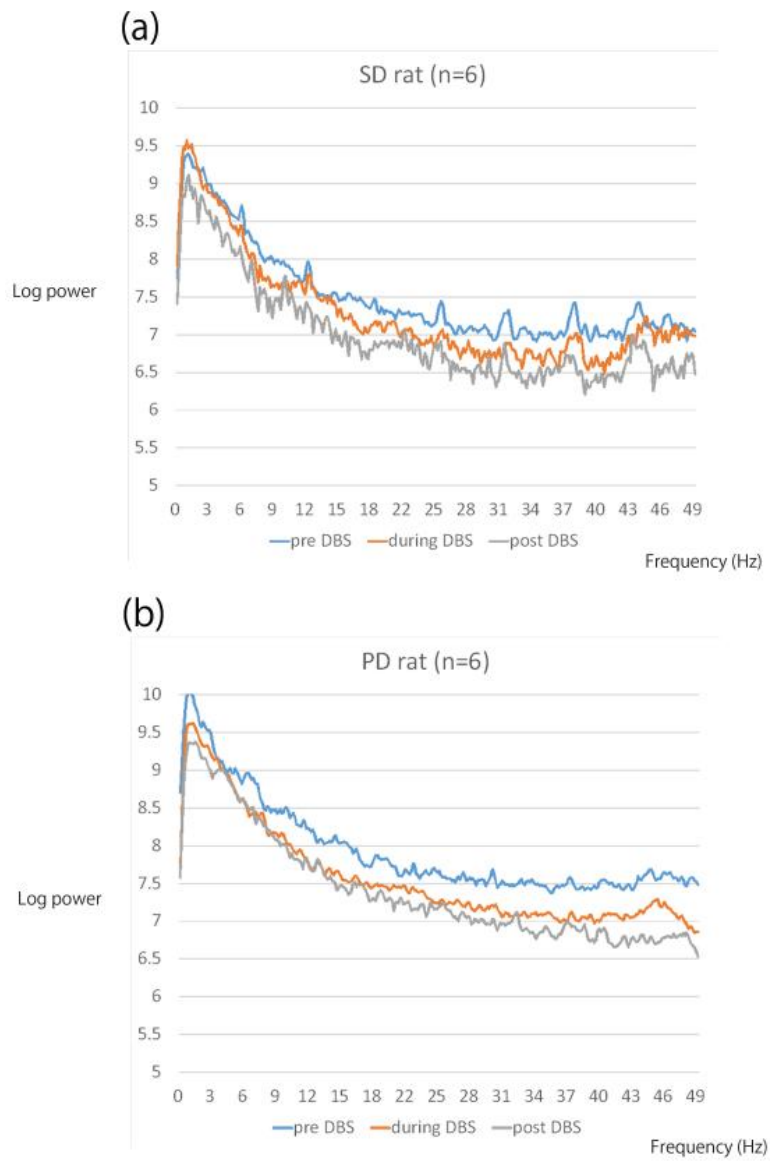 (a)
SD rat (n=6)
10
9.5
9
8.5
8
7.5
7
6.5
6
5.5
5
Log power
0 3 6 9 12 15 18 22 25 28 31 34 37 40 43 46 49
pre DBS during DBS post DBS
Frequency (Hz)
(b)
PD rat (n=6)
10
9.5
9
8.5
8
7.5
7
6.5
6
5.5
5
Log power
0 3 6 9 12 15 18 22 25 28 31 34 37 40 43 46 49
pre DBS during DBS post DBS
Frequency (Hz)